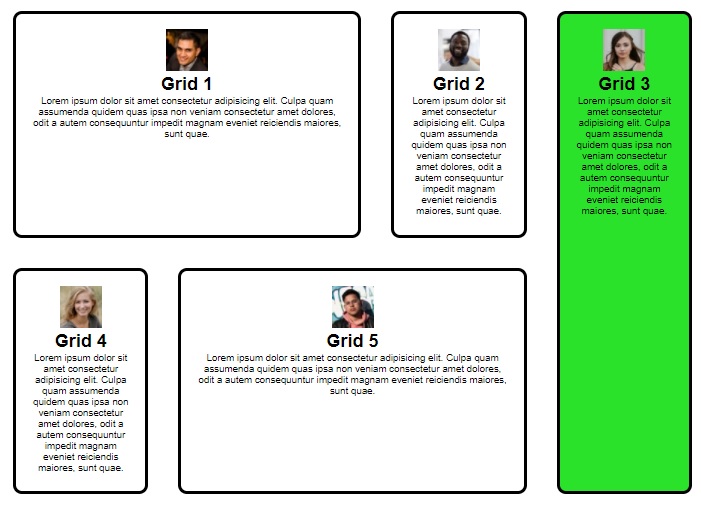 Grid 1
Lorem ipsum dolor sit amet consectetur adipisicing elit. Culpa quam
assumenda quidem quas ipsa non veniam consectetur amet dolores,
odit a autem consequuntur impedit magnam eveniet reiciendis maiores,
sunt quae.
Grid 2
Lorem ipsum dolor sit
amet consectetur
adipisicing elit. Culpa
quam assumenda
quidem quas ipsa non
veniam consectetur
amet dolores, odit a
autem consequuntur
impedit magnam
eveniet reiciendis
maiores, sunt quae.
Grid 3
Lorem ipsum dolor sit
amet consectetur
adipisicing elit. Culpa
quam assumenda
quidem quas ipsa non
veniam consectetur
amet dolores, odit a
autem consequuntur
impedit magnam
eveniet reiciendis
maiores, sunt quae.
Grid 4
Lorem ipsum dolor sit
amet consectetur
adipisicing elit. Culpa
quam assumenda
quidem quas ipsa non
veniam consectetur
amet dolores, odit a
autem consequuntur
impedit magnam
eveniet reiciendis
maiores, sunt quae.
Grid 5
Lorem ipsum dolor sit amet consectetur adipisicing elit. Culpa quam
assumenda quidem quas ipsa non veniam consectetur amet dolores,
odit a autem consequuntur impedit magnam eveniet reiciendis maiores,
sunt quae.